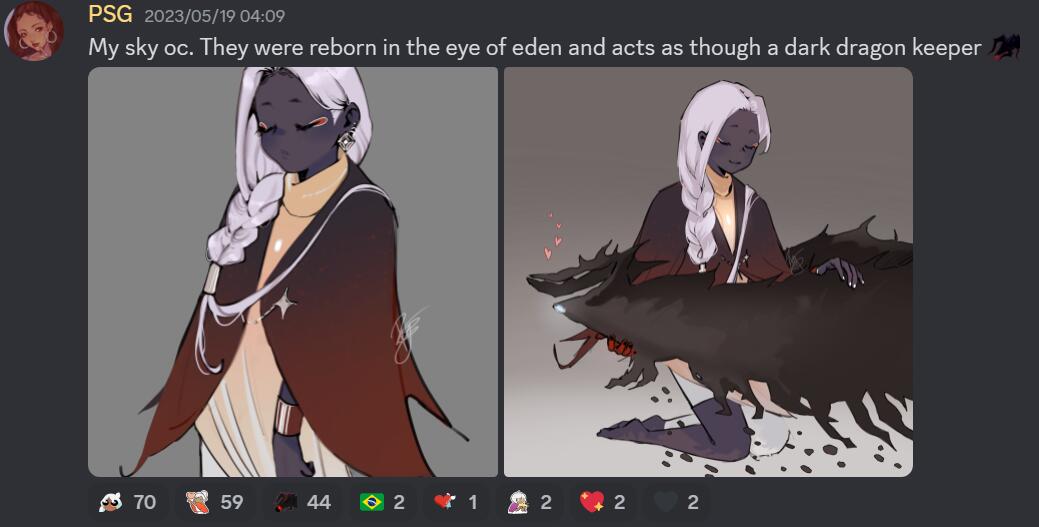 PSG 2023/05/19 04:09
My sky oc. They were reborn in the eye of eden and acts as though a dark dragon keeper
70 59 44 2 1 2 2 2